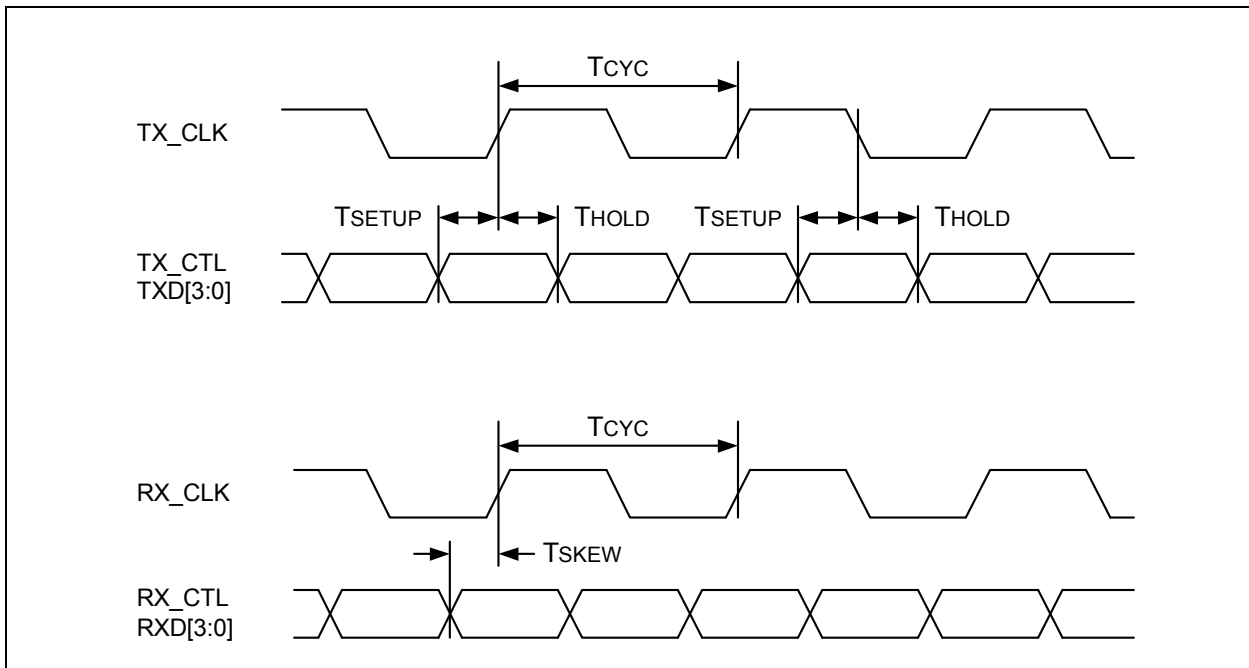 TCYC
TX_CLK
TSETUP THOLD TSETUP THOLD
TX_CTL
TXD[3:0]
TCYC
RX_CLK
TSKEW
RX_CTL
RXD[3:0]